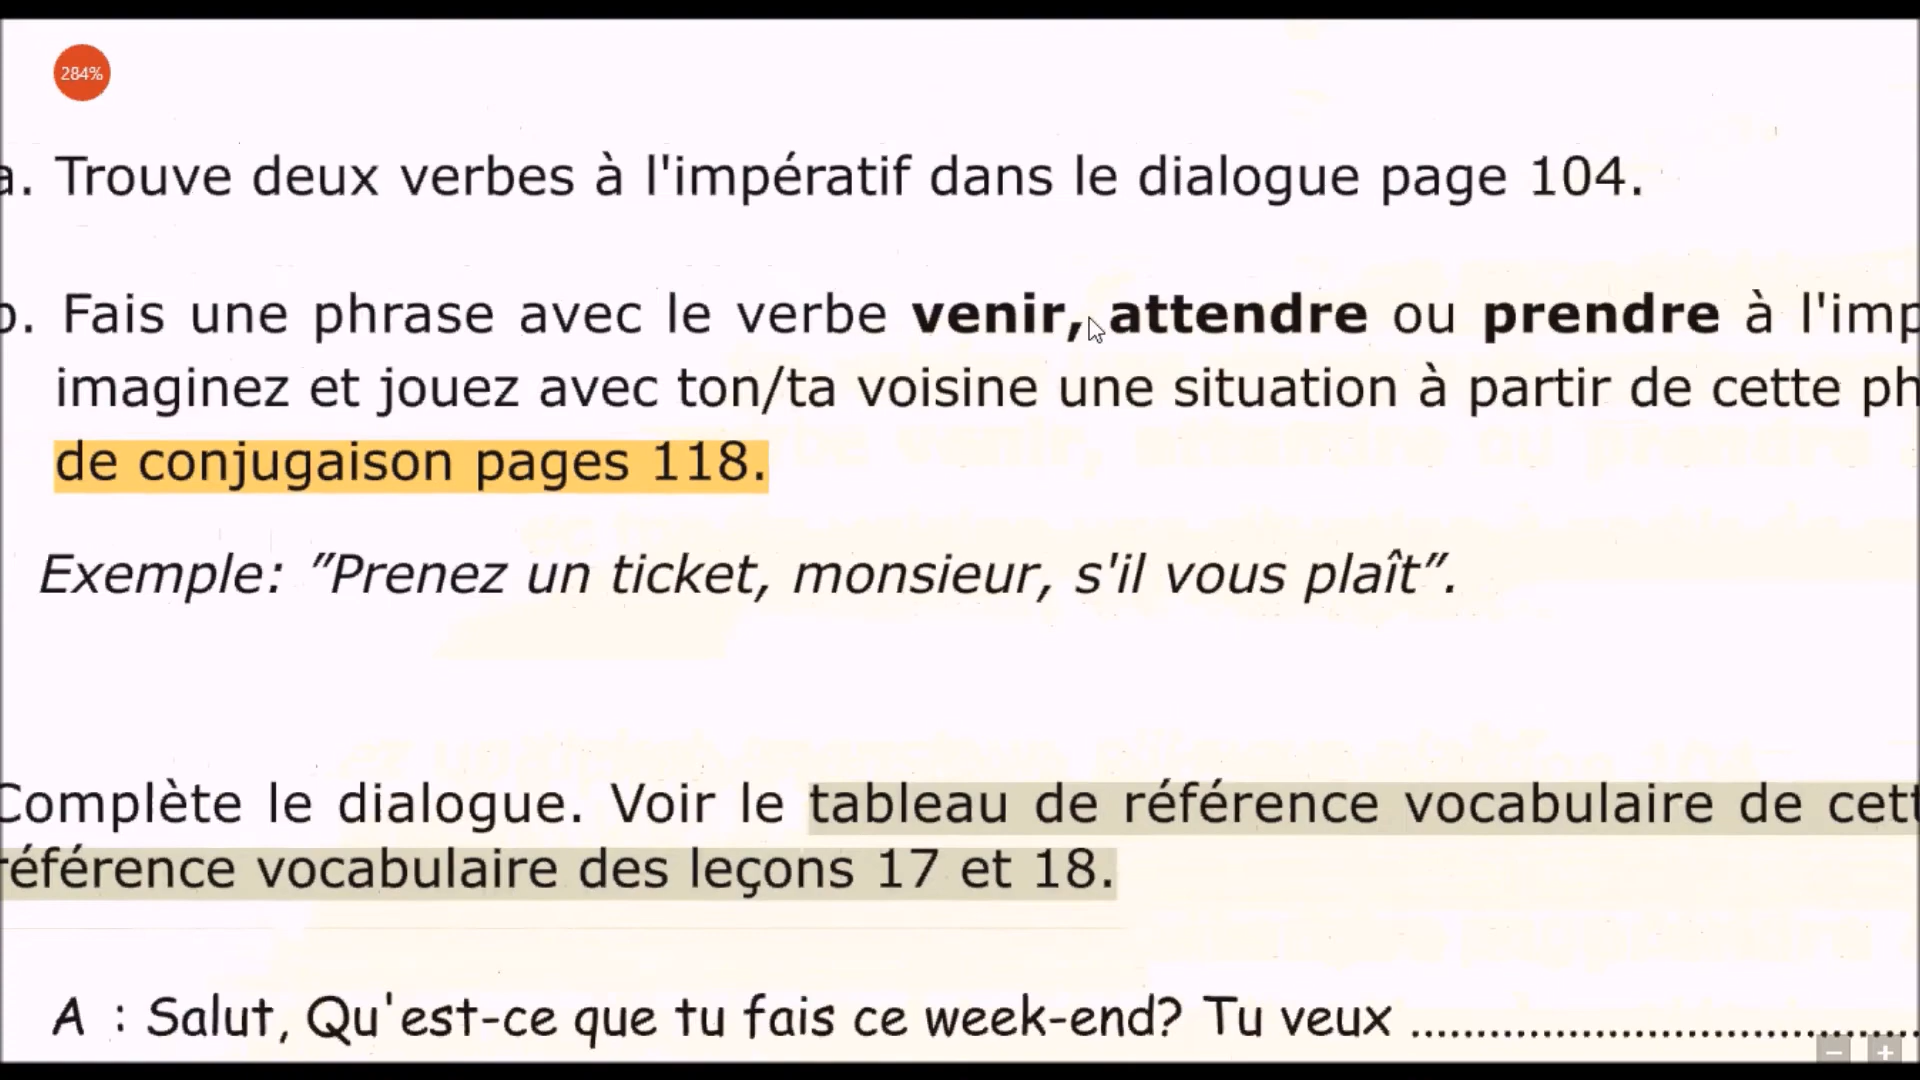 284%
a. Trouve deux verbes à l'impératif dans le dialogue page 104.
b. Fais une phrase avec le verbe venir, attendre ou prendre à l'imp
imaginez et jouez avec ton/ta voisine une situation à partir de cette ph
de conjugaison pages 118.
Exemple: ”Prenez un ticket, monsieur, s'il vous plaît”.
Complète le dialogue. Voir le tableau de référence vocabulaire de cett
référence vocabulaire des leçons 17 et 18.
A : Salut, Qu'est-ce que tu fais ce week-end? Tu veux ......................................